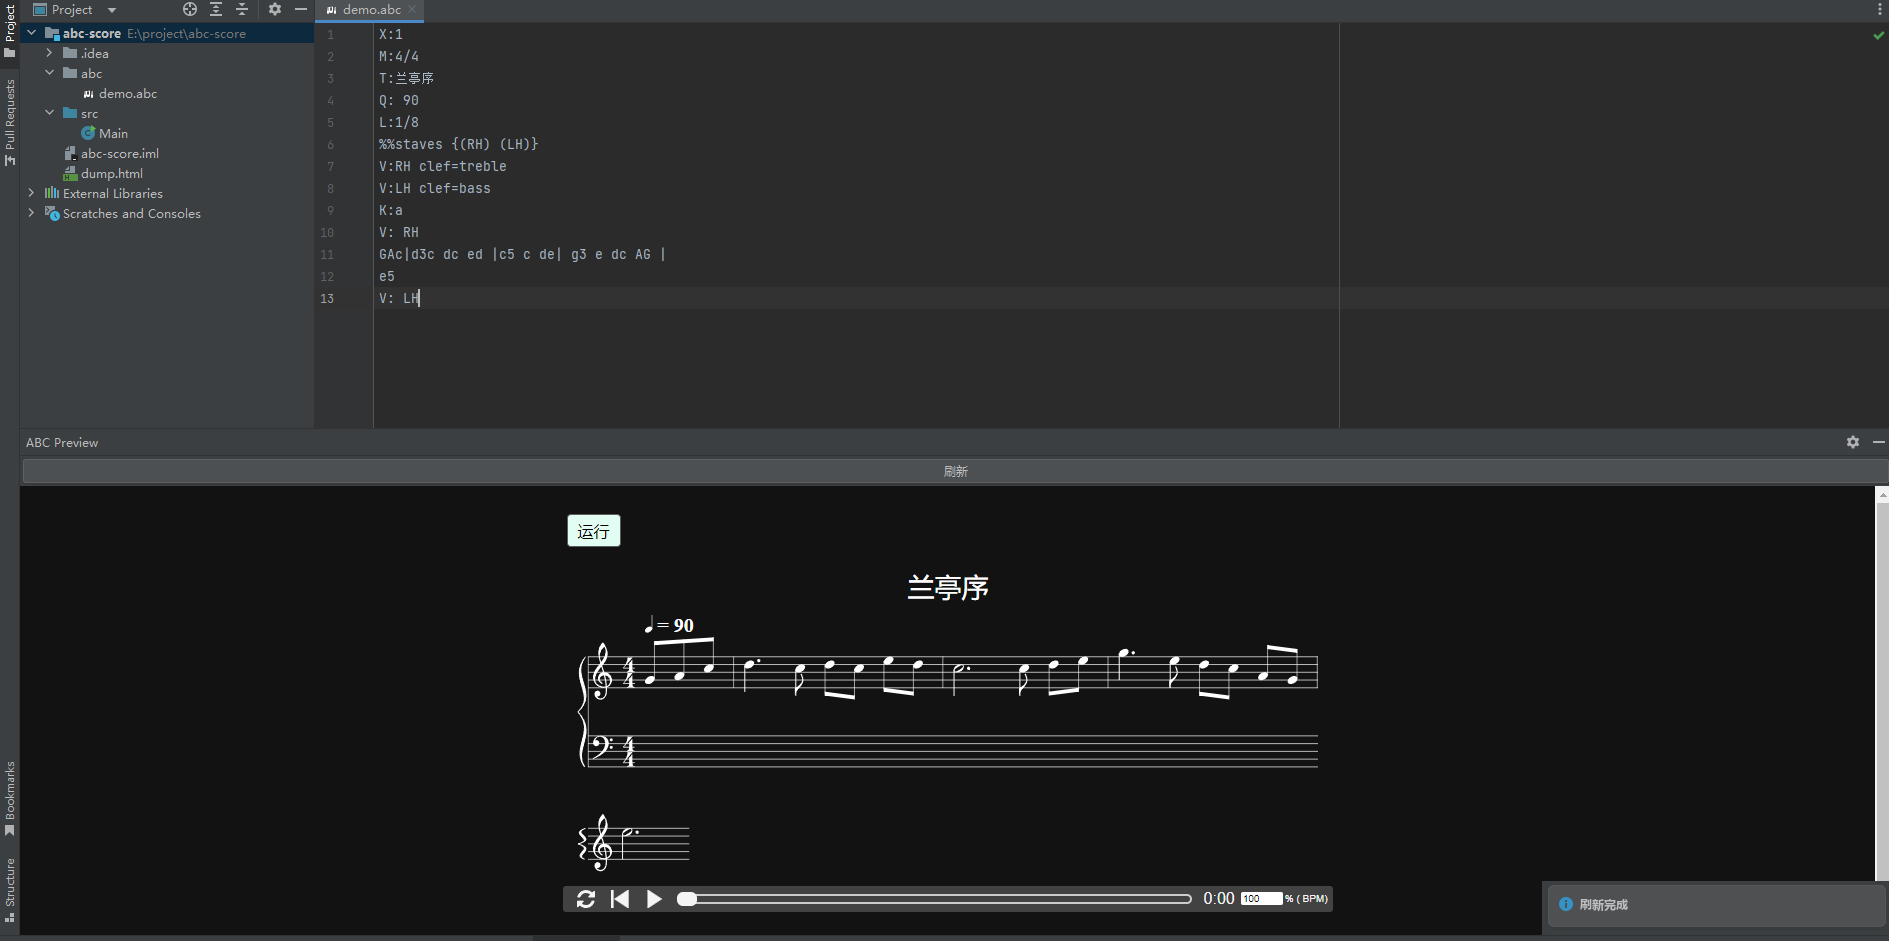 Project
demo.abc
Project
Pull Requests
Bookmarks
Structure
abc-score E:\project\abc-score
.idea
abc
demo.abc
src
Main
abc-score.iml
dump.html
External Libraries
Scratches and Consoles
1 X:1
2 M:4/4
3 T:兰亭序
4 Q: 90
5 L:1/8
6 %%staves {(RH) (LH)}
7 V:RH clef=treble
8 V:LH clef=bass
9 K:a
10 V: RH
11 GAc|d3c dc ed |c5 c de| g3 e dc AG |
12 e5
13 V: LH
ABC Preview
刷新
运行
兰亭序
= 90
4/4
4/4
0:00 100 % ( BPM)
刷新完成